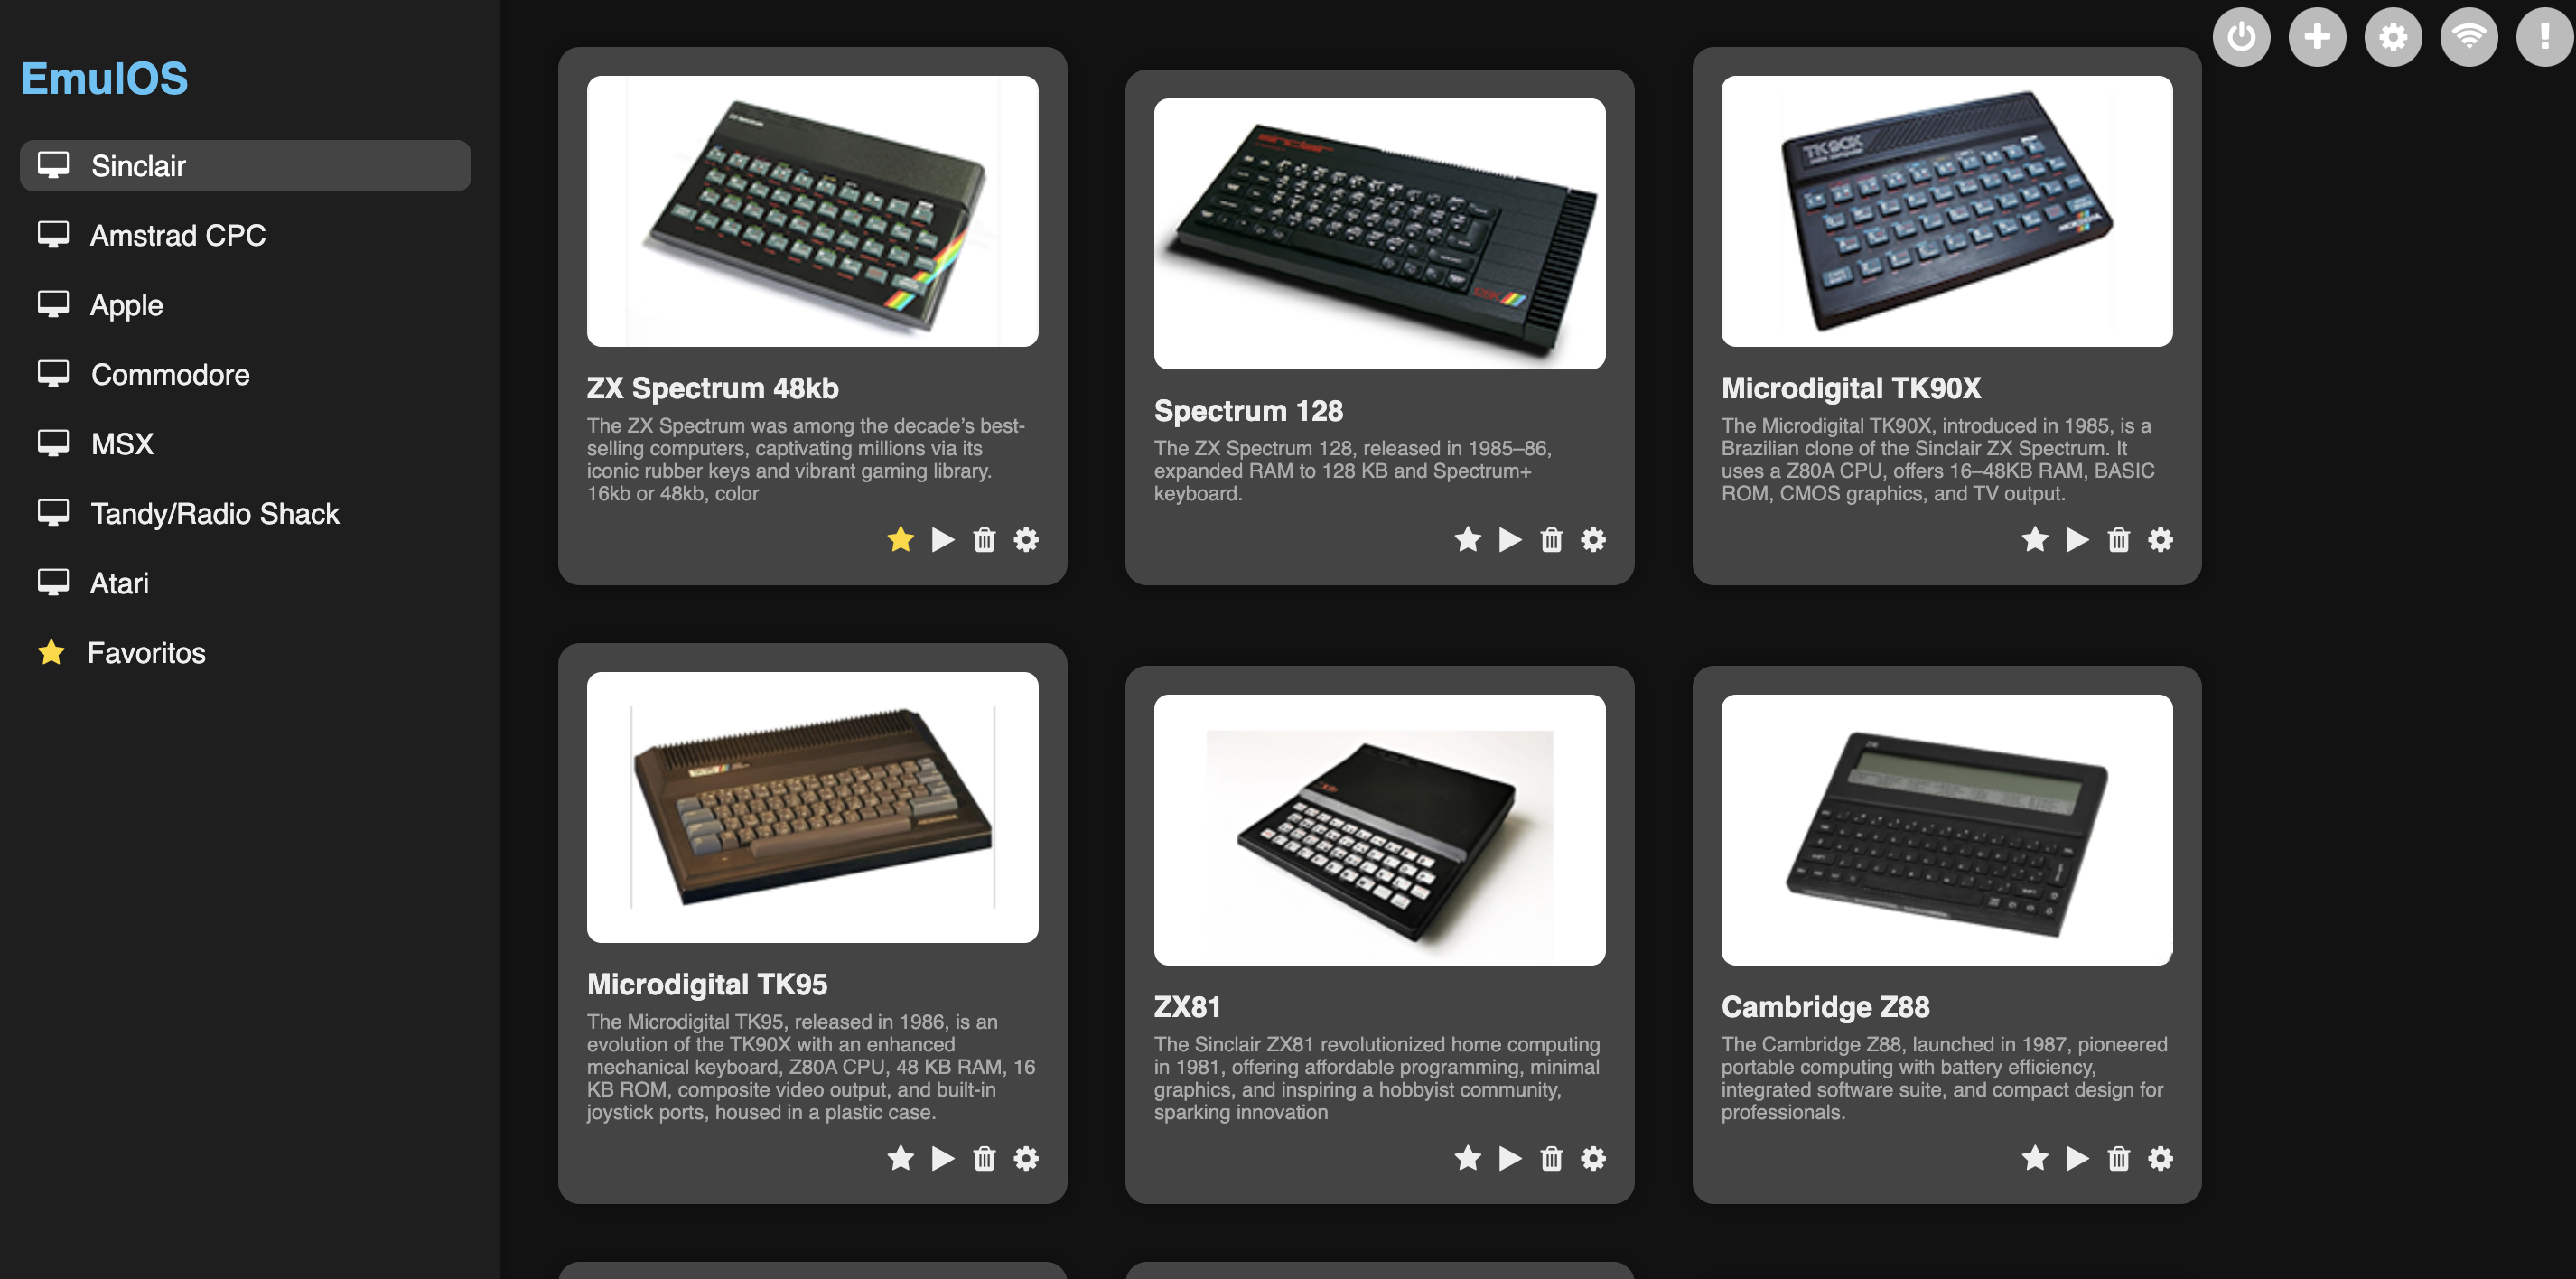 EmulOS
Sinclair
Amstrad CPC
Apple
Commodore
MSX
Tandy/Radio Shack
Atari
Favoritos
ZX Spectrum
ZX Spectrum 48kb
The ZX Spectrum was among the decade’s best-
selling computers, captivating millions via its
iconic rubber keys and vibrant gaming library.
16kb or 48kb, color
sinclair
128K
Spectrum 128
The ZX Spectrum 128, released in 1985–86,
expanded RAM to 128 KB and Spectrum+
keyboard.
TK90X
Microdigital TK90X
The Microdigital TK90X, introduced in 1985, is a
Brazilian clone of the Sinclair ZX Spectrum. It
uses a Z80A CPU, offers 16–48KB RAM, BASIC
ROM, CMOS graphics, and TV output.
TK95
Microdigital TK95
The Microdigital TK95, released in 1986, is an
evolution of the TK90X with an enhanced
mechanical keyboard, Z80A CPU, 48 KB RAM, 16
KB ROM, composite video output, and built-in
joystick ports, housed in a plastic case.
ZX81
The Sinclair ZX81 revolutionized home computing
in 1981, offering affordable programming, minimal
graphics, and inspiring a hobbyist community,
sparking innovation
Z88
Cambridge Z88
The Cambridge Z88, launched in 1987, pioneered
portable computing with battery efficiency,
integrated software suite, and compact design for
professionals.